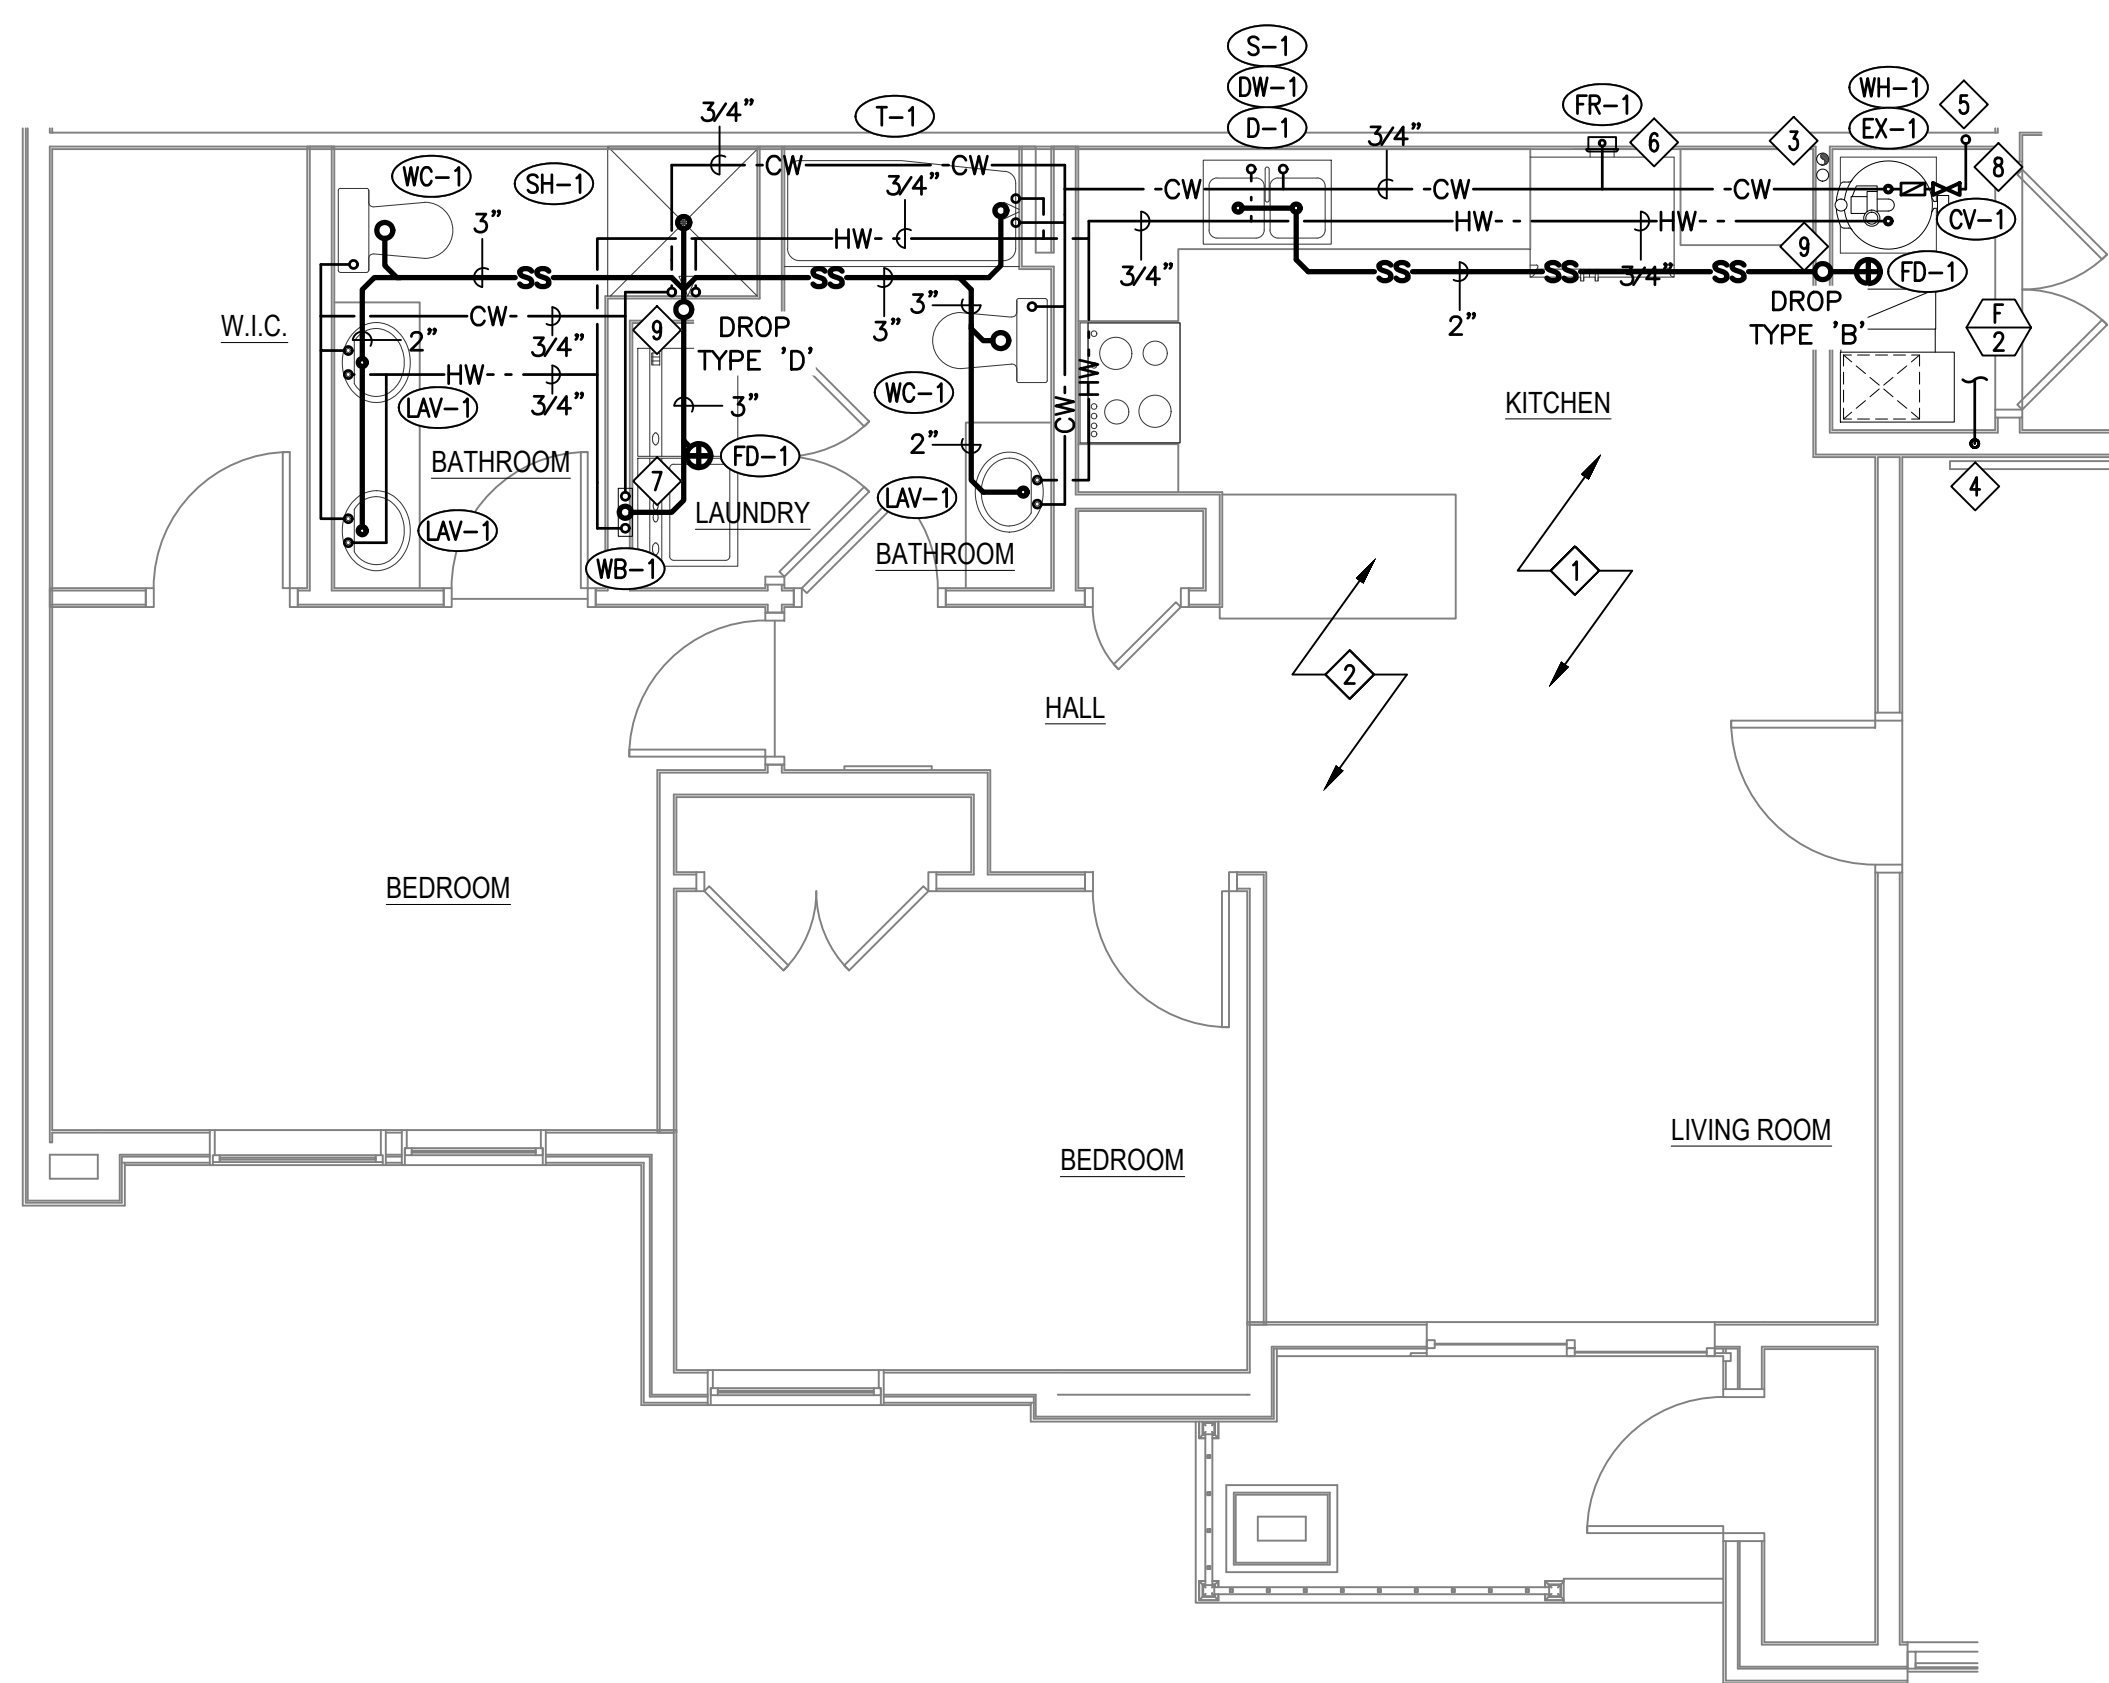 S-1
DW-1
D-1
FR-1
WH-1
EX-1
5
3/4"
T-1
3/4"
6
3
8
WC-1
SH-1
CW
CW
3/4"
CW
CW
CW
CV-1
3"
HW
3/4"
HW
3/4"
HW
9
SS
SS
3"
3"
SS
2"
SS
SS
FD-1
DROP
TYPE 'B'
F
2
W.I.C.
CW
3/4"
2"
HW
3/4"
9
DROP
TYPE 'D'
3"
LAV-1
WC-1
HW
CW
KITCHEN
BATHROOM
FD-1
2"
7
LAV-1
4
LAV-1
LAUNDRY
BATHROOM
WB-1
1
2
HALL
BEDROOM
LIVING ROOM
BEDROOM